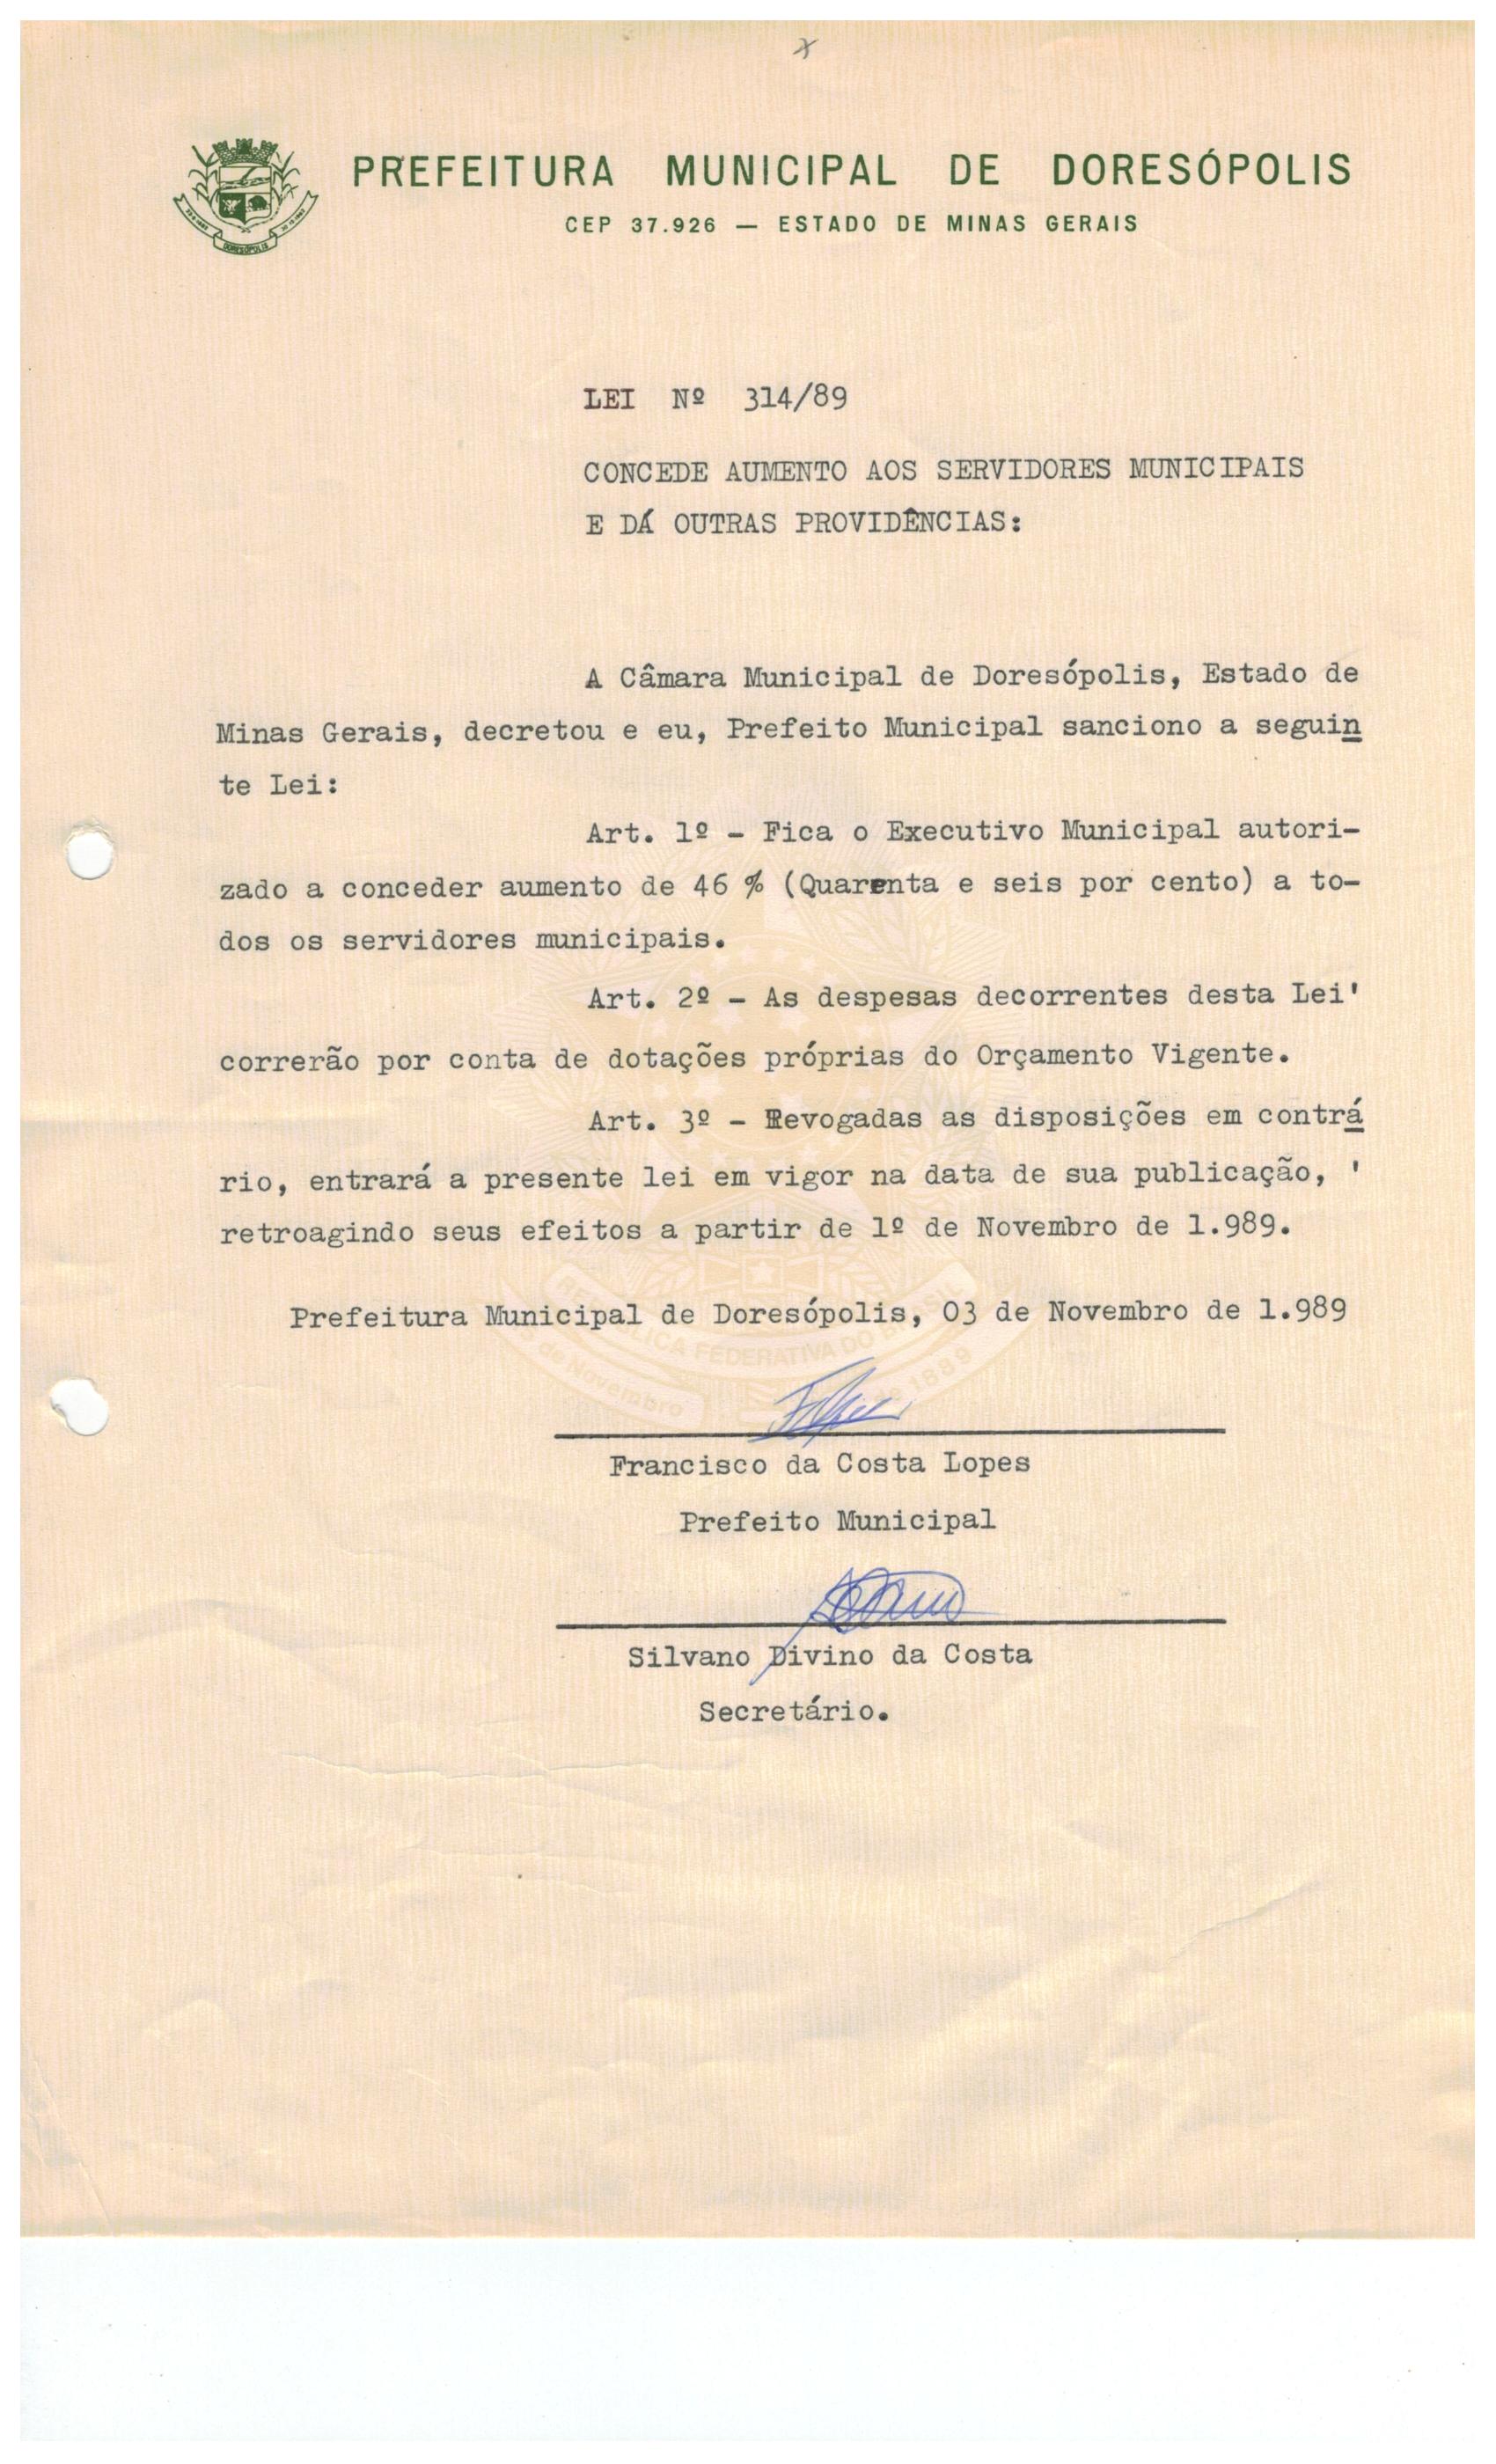 PREFEITURA MUNICIPAL DE DORESÓPOLIS
CEP 37.926 — ESTADO DE MINAS GERAIS
DORESÓPOLIS
LEI Nº 314/89
CONCEDE AUMENTO AOS SERVIDORES MUNICIPAIS
E DÁ OUTRAS PROVIDÊNCIAS:
A Câmara Municipal de Doresópolis, Estado de
Minas Gerais, decretou e eu, Prefeito Municipal sanciono a seguin
te Lei:
Art. 1º - Fica o Executivo Municipal autori-
zado a conceder aumento de 46 % (Quarenta e seis por cento) a to-
dos os servidores municipais.
Art. 2º - As despesas decorrentes desta Lei'
correrão por conta de dotações próprias do Orçamento Vigente.
Art. 3º - Revogadas as disposições em contrá
rio, entrará a presente lei em vigor na data de sua publicação, '
retroagindo seus efeitos a partir de 1º de Novembro de 1.989.
Prefeitura Municipal de Doresópolis, 03 de Novembro de 1.989
FEDERATIVA DO
de Novembro 1889
Francisco da Costa Lopes
Prefeito Municipal
Silvano Divino da Costa
Secretário.